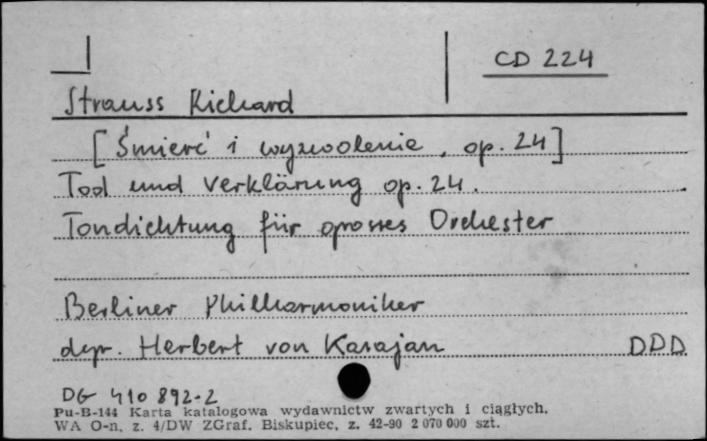 CD 224
Strauss Richard
[Śmierć i wyzwolenie, op. 24]
Tod und Verklärung op. 24.
Tondichtung für grosses Orchester
Berliner Philharmoniker
dyr. Herbert von Karajan DDD
DG 410 892-2
Pu-B-144 Karta katalogowa wydawnictw zwartych i ciągłych.
WA O-n. z. 4/DW ZGraf. Biskupiec, z. 42-90 2 070 000 szt.